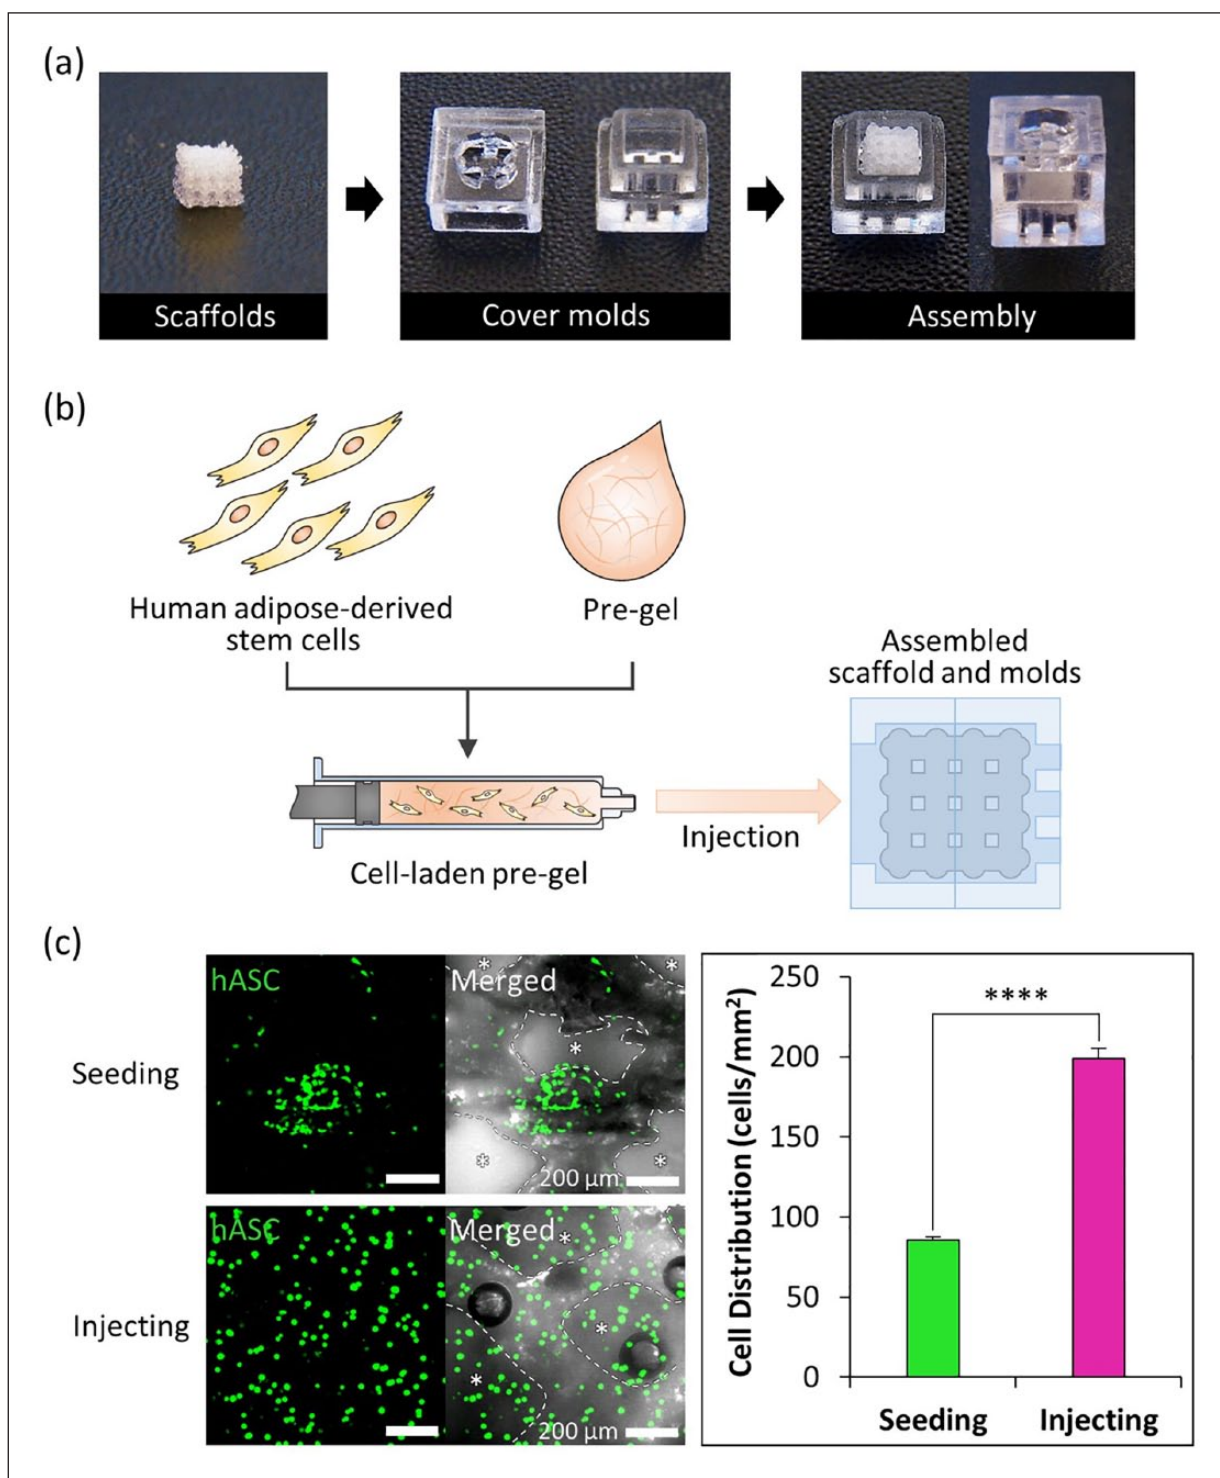 (a)
Scaffolds
Cover molds
Assembly
(b)
Human adipose-derived
stem cells
Pre-gel
Assembled
scaffold and molds
Injection
Cell-laden pre-gel
(c)
Seeding
hASC
Merged
*
*
*
*
*
200 μm
Injecting
hASC
Merged
*
*
*
200 μm
Cell Distribution (cells/mm²)
250
200
150
100
50
0
****
Seeding
Injecting